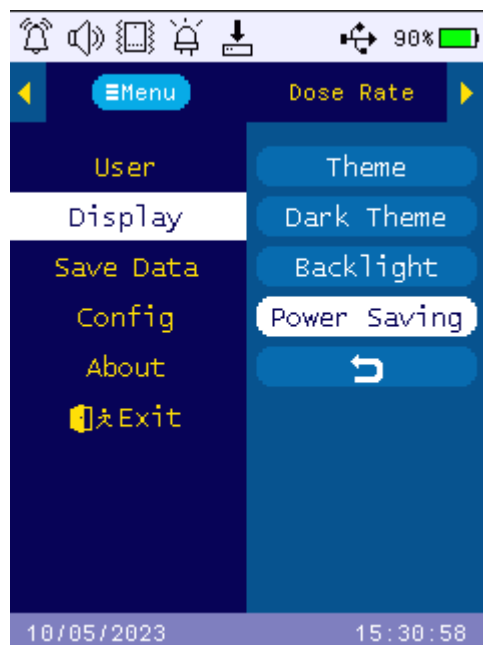 90%
Menu Dose Rate
User Theme
Display Dark Theme
Save Data Backlight
Config Power Saving
About
Exit
10/05/2023 15:30:58